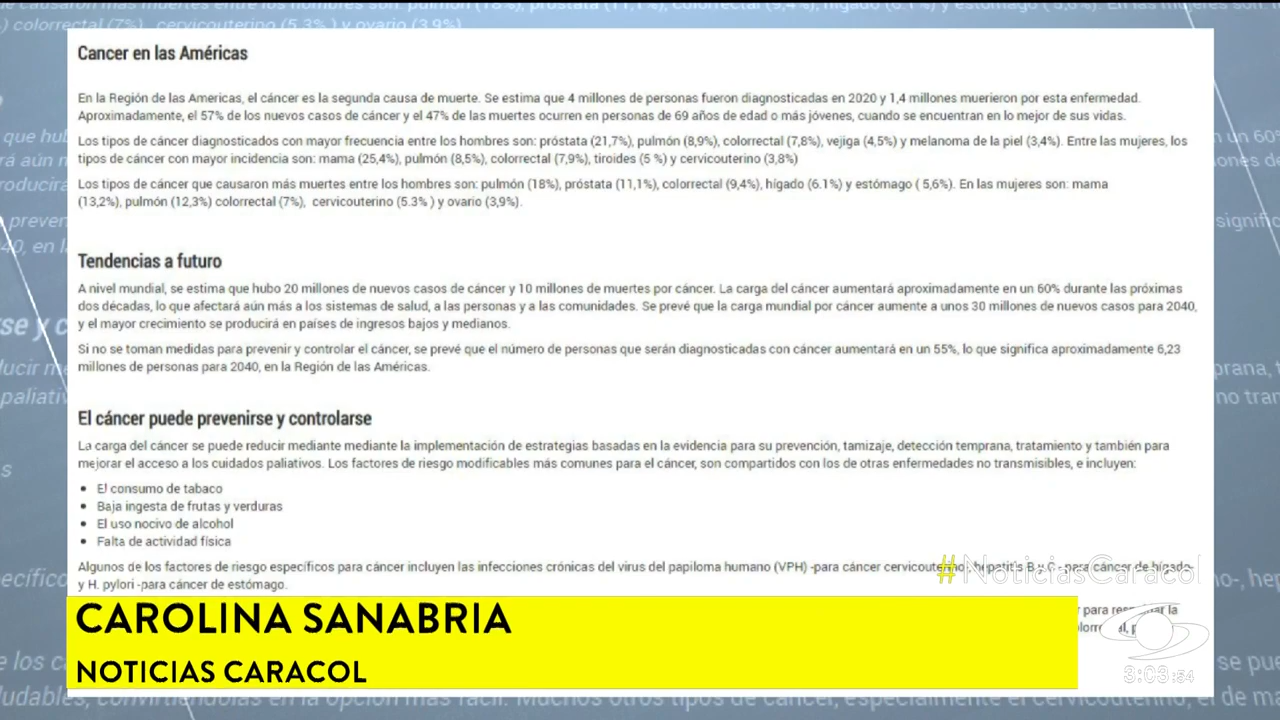 Cancer en las Américas
En la Región de las Americas, el cáncer es la segunda causa de muerte. Se estima que 4 millones de personas fueron diagnosticadas en 2020 y 1,4 millones muerieron por esta enfermedad.
Aproximadamente, el 57% de los nuevos casos de cáncer y el 47% de las muertes ocurren en personas de 69 años de edad o más jóvenes, cuando se encuentran en lo mejor de sus vidas.
Los tipos de cáncer diagnosticados con mayor frecuencia entre los hombres son: próstata (21,7%), pulmón (8,9%), colorrectal (7,8%), vejiga (4,5%) y melanoma de la piel (3,4%). Entre las mujeres, los
tipos de cáncer con mayor incidencia son: mama (25,4%), pulmón (8,5%), colorrectal (7,9%), tiroides (5 %) y cervicouterino (3,8%)
Los tipos de cáncer que causaron más muertes entre los hombres son: pulmón (18%), próstata (11,1%), colorrectal (9,4%), hígado (6.1%) y estómago ( 5,6%). En las mujeres son: mama
(13,2%), pulmón (12,3%) colorrectal (7%), cervicouterino (5.3% ) y ovario (3,9%).
Tendencias a futuro
A nivel mundial, se estima que hubo 20 millones de nuevos casos de cáncer y 10 millones de muertes por cáncer. La carga del cáncer aumentará aproximadamente en un 60% durante las próximas
dos décadas, lo que afectará aún más a los sistemas de salud, a las personas y a las comunidades. Se prevé que la carga mundial por cáncer aumente a unos 30 millones de nuevos casos para 2040,
y el mayor crecimiento se producirá en países de ingresos bajos y medianos.
Si no se toman medidas para prevenir y controlar el cáncer, se prevé que el número de personas que serán diagnosticadas con cáncer aumentará en un 55%, lo que significa aproximadamente 6,23
millones de personas para 2040, en la Región de las Américas.
El cáncer puede prevenirse y controlarse
La carga del cáncer se puede reducir mediante mediante la implementación de estrategias basadas en la evidencia para su prevención, tamizaje, detección temprana, tratamiento y también para
mejorar el acceso a los cuidados paliativos. Los factores de riesgo modificables más comunes para el cáncer, son compartidos con los de otras enfermedades no transmisibles, e incluyen:
• El consumo de tabaco
• Baja ingesta de frutas y verduras
• El uso nocivo de alcohol
• Falta de actividad física
Algunos de los factores de riesgo específicos para cáncer incluyen las infecciones crónicas del virus del papiloma humano (VPH) -para cáncer cervicouterino-, hepatitis B y C - para cáncer de hígado-
y H. pylori -para cáncer de estómago.
#NoticiasCaracol
CAROLINA SANABRIA
NOTICIAS CARACOL
3:03:54